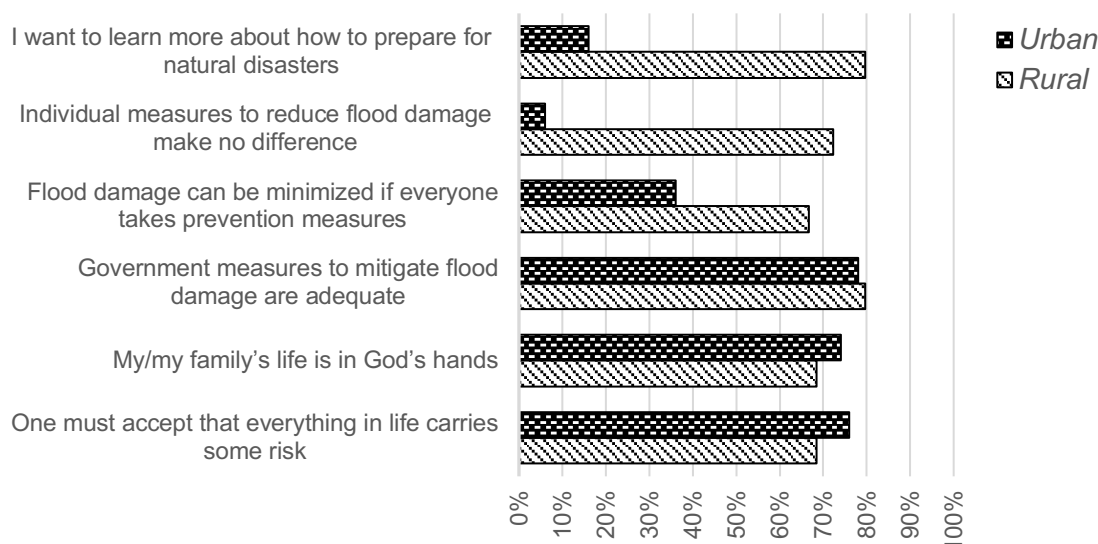 I want to learn more about how to prepare for
natural disasters
Individual measures to reduce flood damage
make no difference
Flood damage can be minimized if everyone
takes prevention measures
Government measures to mitigate flood
damage are adequate
My/my family’s life is in God’s hands
One must accept that everything in life carries
some risk
Urban
Rural
0%
10%
20%
30%
40%
50%
60%
70%
80%
90%
100%